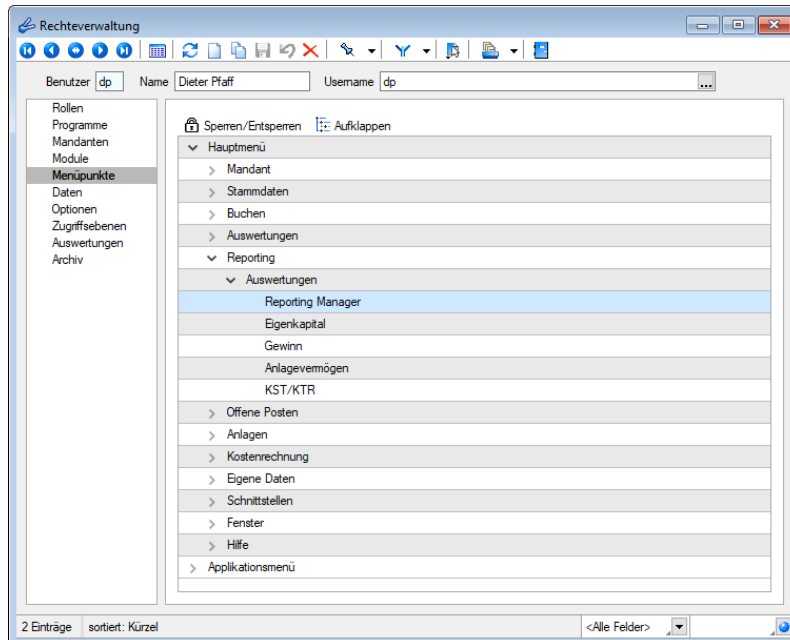 Rechteverwaltung
Benutzer dp Name Dieter Pfaff Username dp ...
Rollen
Programme
Mandanten
Module
Menüpunkte
Daten
Optionen
Zugriffsebenen
Auswertungen
Archiv
Sperren/Entsperren Aufklappen
Hauptmenü
Mandant
Stammdaten
Buchen
Auswertungen
Reporting
Auswertungen
Reporting Manager
Eigenkapital
Gewinn
Anlagevermögen
KST/KTR
Offene Posten
Anlagen
Kostenrechnung
Eigene Daten
Schnittstellen
Fenster
Hilfe
Applikationsmenü
2 Einträge sortiert: Kürzel <Alle Felder>